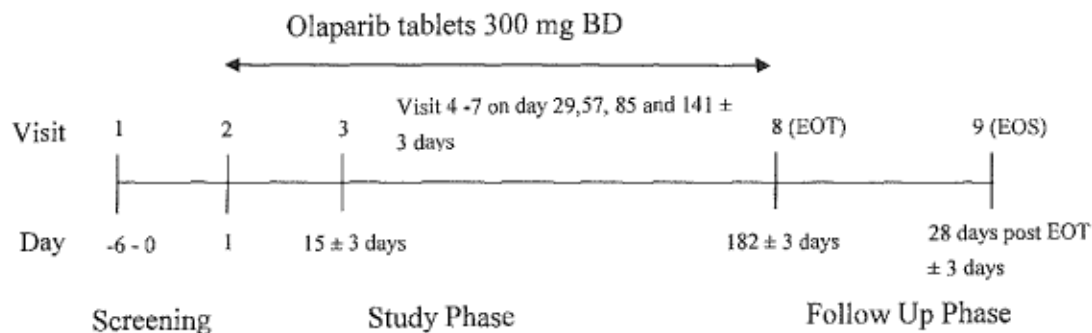 Olaparib tablets 300 mg BD
Visit 4 -7 on day 29,57, 85 and 141 ±
3 days
Visit 1 2 3 8 (EOT) 9 (EOS)
Day -6 - 0 1 15 ± 3 days 182 ± 3 days 28 days post EOT
± 3 days
Screening Study Phase Follow Up Phase